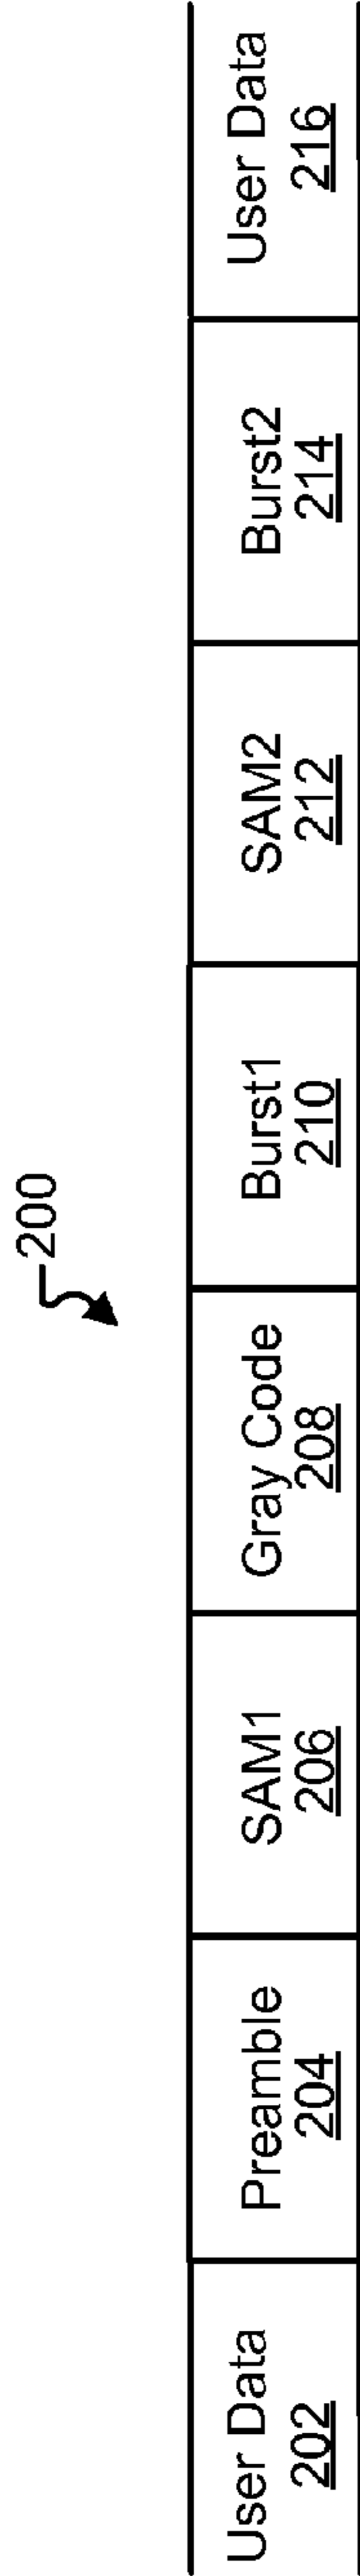 200
User Data
202
Preamble
204
SAM1
206
Gray Code
208
Burst1
210
SAM2
212
Burst2
214
User Data
216